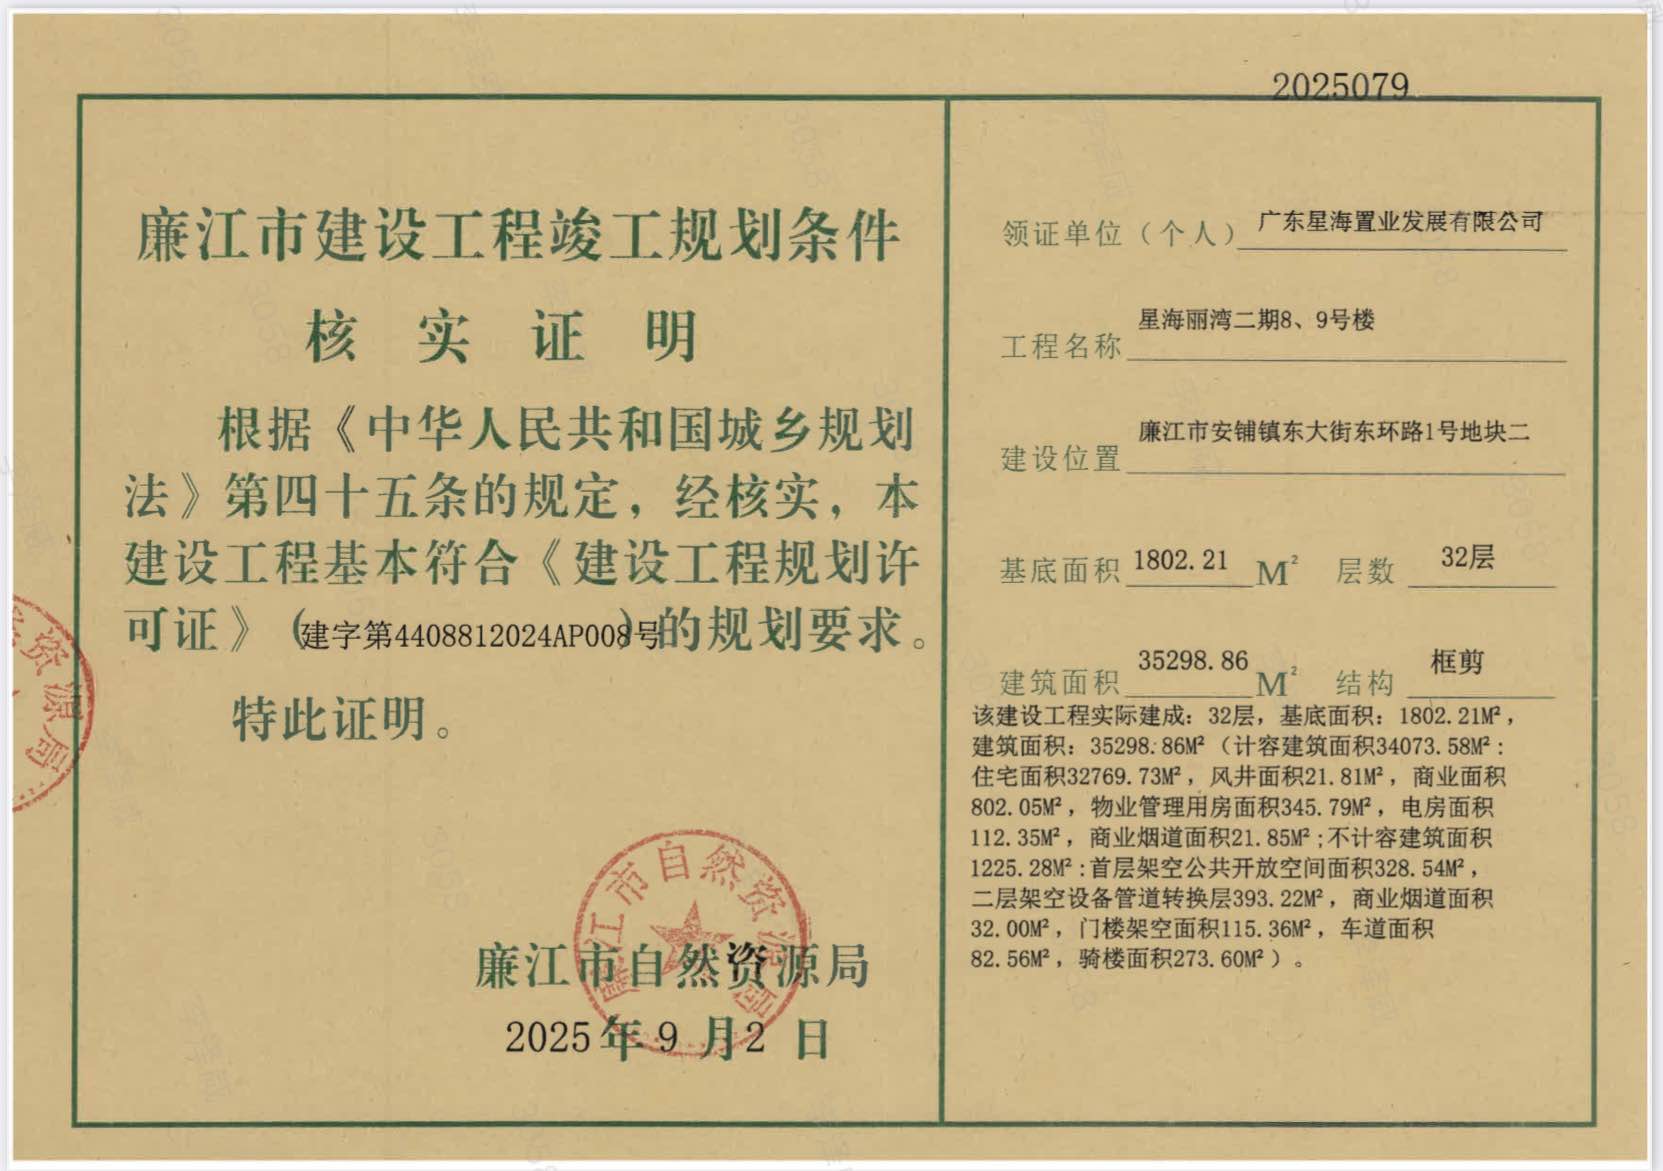 2025079
廉江市建设工程竣工规划条件
核实证明
根据《中华人民共和国城乡规划
法》第四十五条的规定，经核实，本
建设工程基本符合《建设工程规划许
可证》（建字第4408812024AP008号）的规划要求。
特此证明。
廉江市自然资源局
2025年9月2日
廉江市自然资源局
资源局
领证单位（个人）广东星海置业发展有限公司
工程名称 星海丽湾二期8、9号楼
建设位置 廉江市安铺镇东大街东环路1号地块二
基底面积 1802.21 M² 层数 32层
建筑面积 35298.86 M² 结构 框剪
该建设工程实际建成：32层，基底面积：1802.21M²，
建筑面积：35298.86M²（计容建筑面积34073.58M²：
住宅面积32769.73M²，风井面积21.81M²，商业面积
802.05M²，物业管理用房面积345.79M²，电房面积
112.35M²，商业烟道面积21.85M²;不计容建筑面积
1225.28M²:首层架空公共开放空间面积328.54M²，
二层架空设备管道转换层393.22M²，商业烟道面积
32.00M²，门楼架空面积115.36M²，车道面积
82.56M²，骑楼面积273.60M²）。